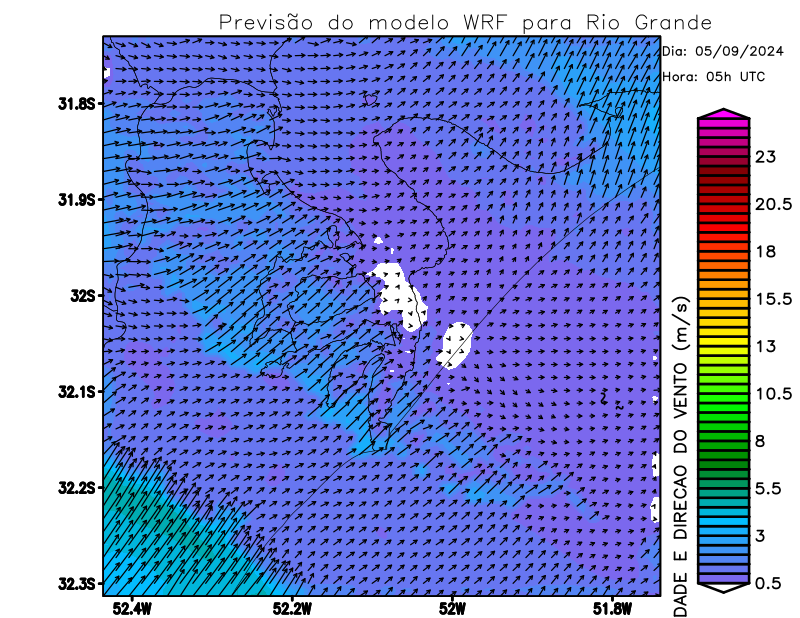 Previsão do modelo WRF para Rio Grande
Dia: 05/09/2024
Hora: 05h UTC
31.8S
31.9S
32S
32.1S
32.2S
32.3S
52.4W
52.2W
52W
51.8W
23
20.5
18
15.5
13
10.5
8
5.5
3
0.5
DADE E DIRECAO DO VENTO (m/s)